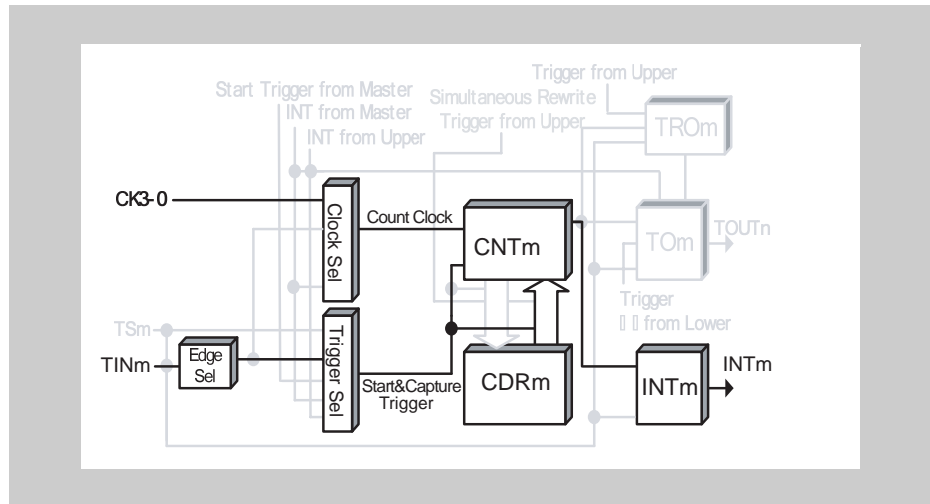 Trigger from Upper
Start Trigger from Master
Simultaneous Rewrite
INT from Master
Trigger from Upper
INT from Upper
TROm
CK3-0
Clock Sel
Count Clock
CNTm
TOm
TOUTn
Trigger
from Lower
TSm
TINm
Edge
Sel
Trigger Sel
Start&Capture
Trigger
CDRm
INTm
INTm